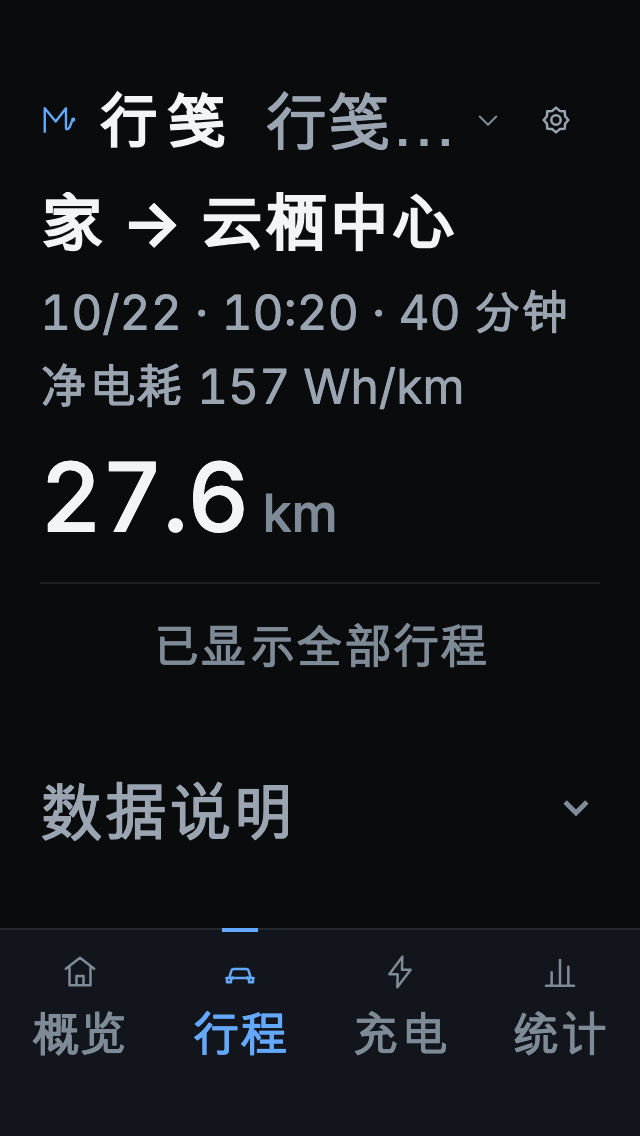 行笺 行笺…
家 → 云栖中心
10/22 · 10:20 · 40 分钟
净电耗 157 Wh/km
27.6 km
已显示全部行程
数据说明
概览 行程 充电 统计